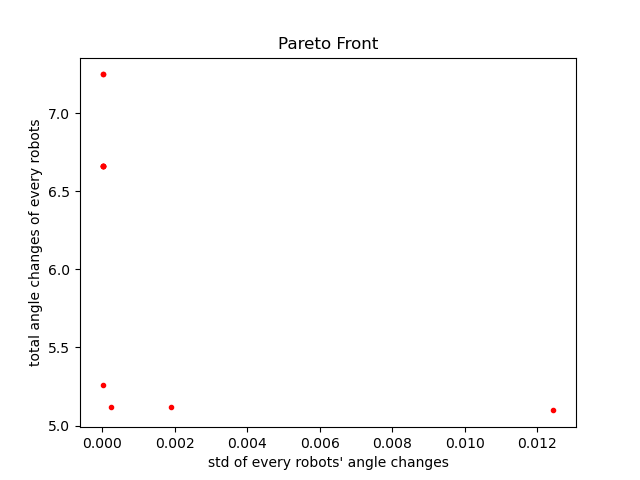 Pareto Front
total angle changes of every robots
7.0
6.5
6.0
5.5
5.0
0.000 0.002 0.004 0.006 0.008 0.010 0.012
std of every robots' angle changes